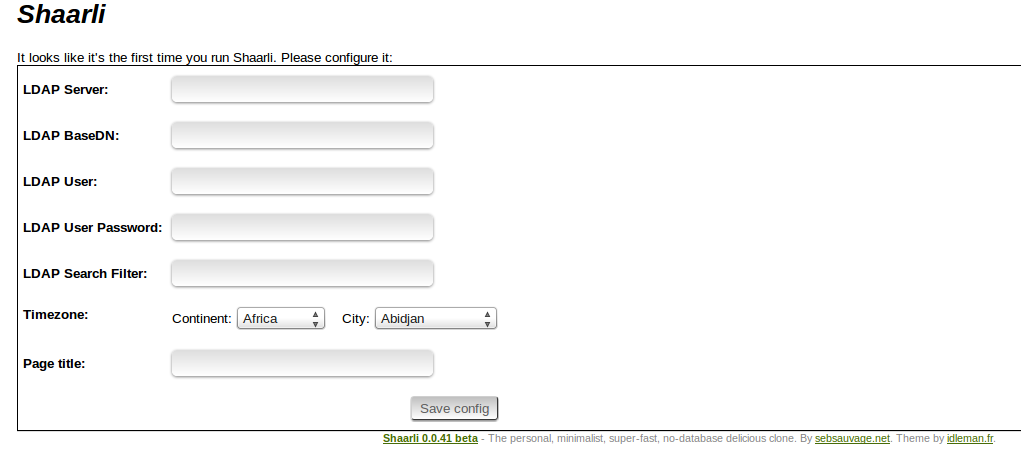 Shaarli
It looks like it's the first time you run Shaarli. Please configure it:
LDAP Server:
LDAP BaseDN:
LDAP User:
LDAP User Password:
LDAP Search Filter:
Timezone: Continent: Africa City: Abidjan
Page title:
Save config
Shaarli 0.0.41 beta - The personal, minimalist, super-fast, no-database delicious clone. By sebsauvage.net. Theme by idleman.fr.